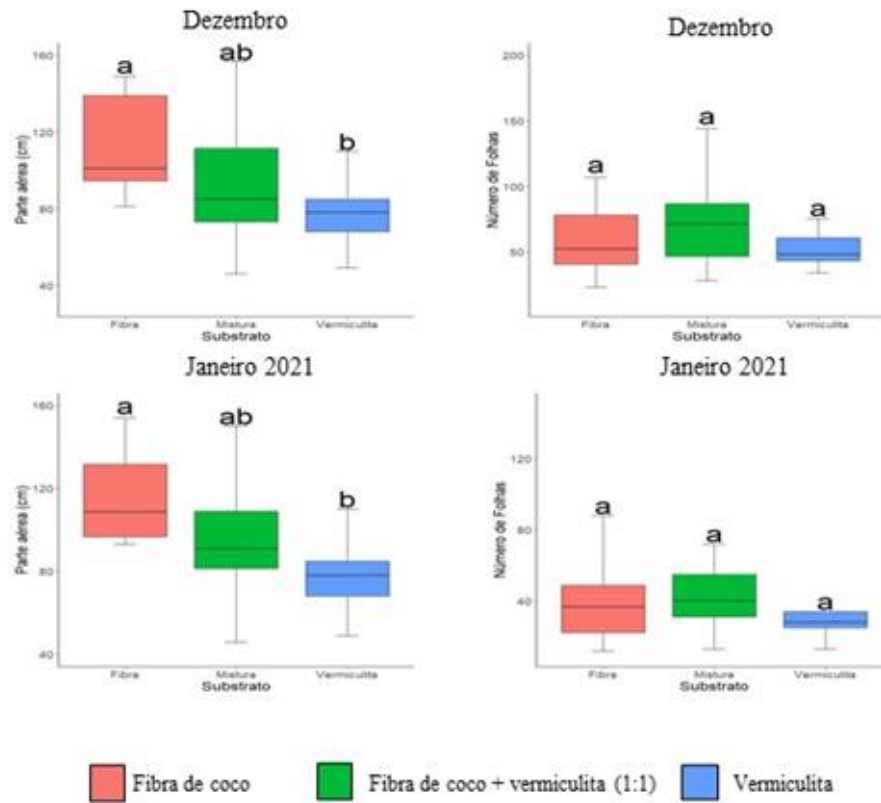 Dezembro
160
120
80
40
Parte aérea (cm)
a
ab
b
Fibra
Mistura
Vermiculita
Substrato
Dezembro
200
150
100
50
Número de Folhas
a
a
a
Fibra
Mistura
Vermiculita
Substrato
Janeiro 2021
160
120
80
40
Parte aérea (cm)
a
ab
b
Fibra
Mistura
Vermiculita
Substrato
Janeiro 2021
120
80
40
Número de Folhas
a
a
a
Fibra
Mistura
Vermiculita
Substrato
Fibra de coco
Fibra de coco + vermiculita (1:1)
Vermiculita